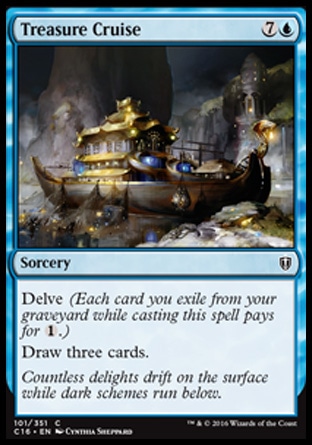 Treasure Cruise 7
Sorcery
Delve (Each card you exile from your
graveyard while casting this spell pays
for 1.)
Draw three cards.
Countless delights drift on the surface
while dark schemes run below.
101/351 C
C16 • EN Cynthia Sheppard
™ & © 2016 Wizards of the Coast